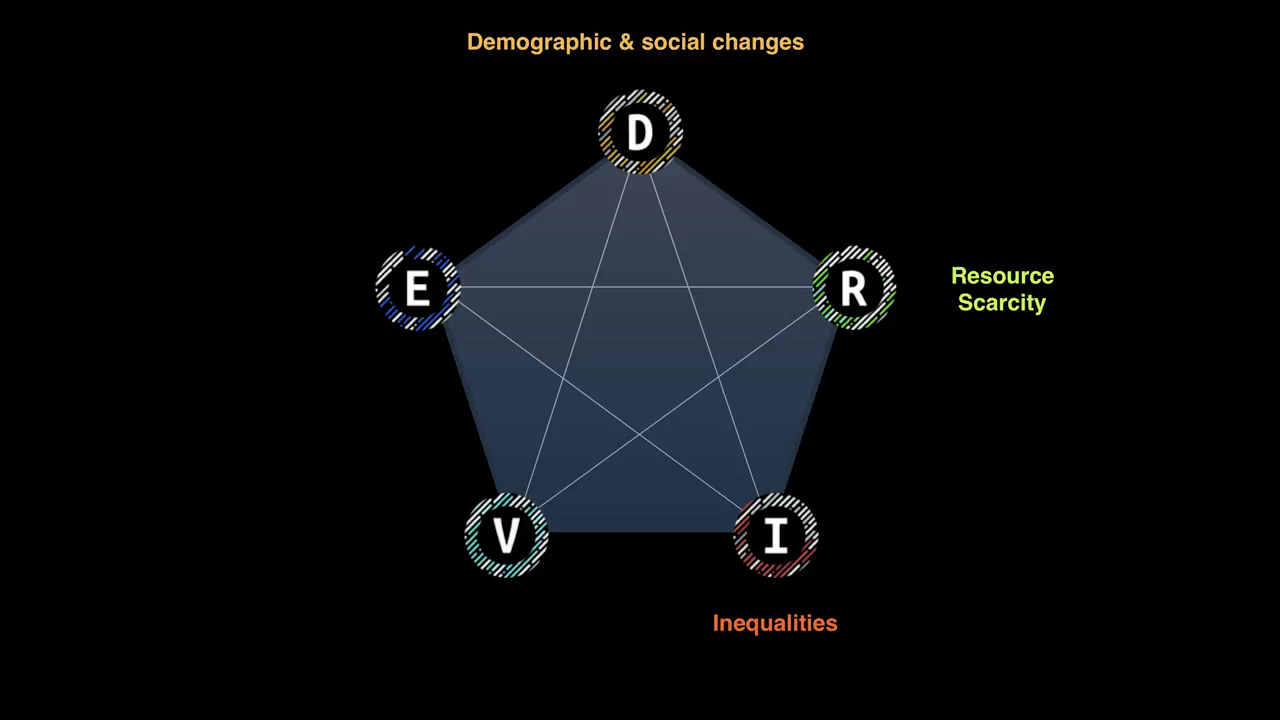 Demographic & social changes
D
E
R
Resource
Scarcity
V
I
Inequalities